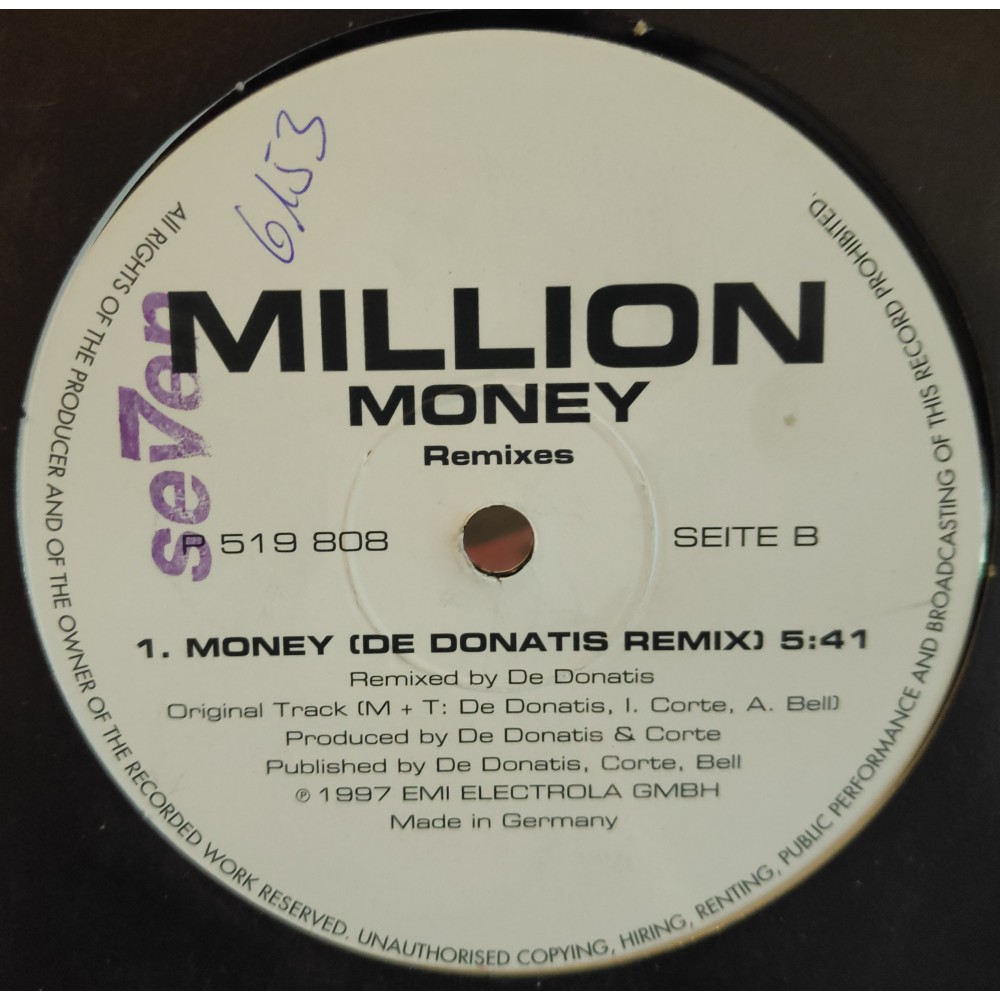 6153
se7en
MILLION
MONEY
Remixes
P 519 808
SEITE B
1. MONEY (DE DONATIS REMIX) 5:41
Remixed by De Donatis
Original Track (M + T: De Donatis, I. Corte, A. Bell)
Produced by De Donatis & Corte
Published by De Donatis, Corte, Bell
℗ 1997 EMI ELECTROLA GMBH
Made in Germany
All RIGHTS OF THE PRODUCER AND OF THE OWNER OF THE RECORDED WORK RESERVED. UNAUTHORISED COPYING, HIRING, RENTING, PUBLIC PERFORMANCE AND BROADCASTING OF THIS RECORD PROHIBITED.